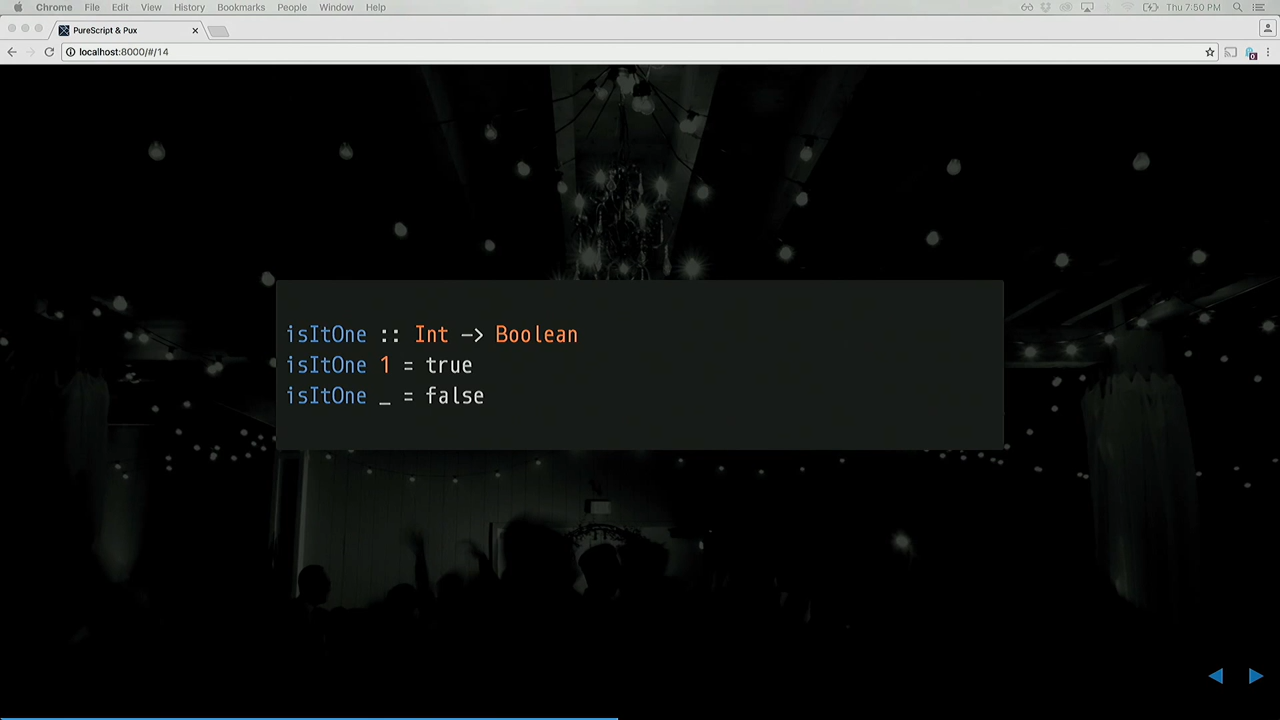 Chrome File Edit View History Bookmarks People Window Help Thu 7:50 PM
PureScript & Pux
localhost:8000/#/14
isItOne :: Int -> Boolean
isItOne 1 = true
isItOne _ = false